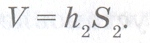 V = h₂S₂.